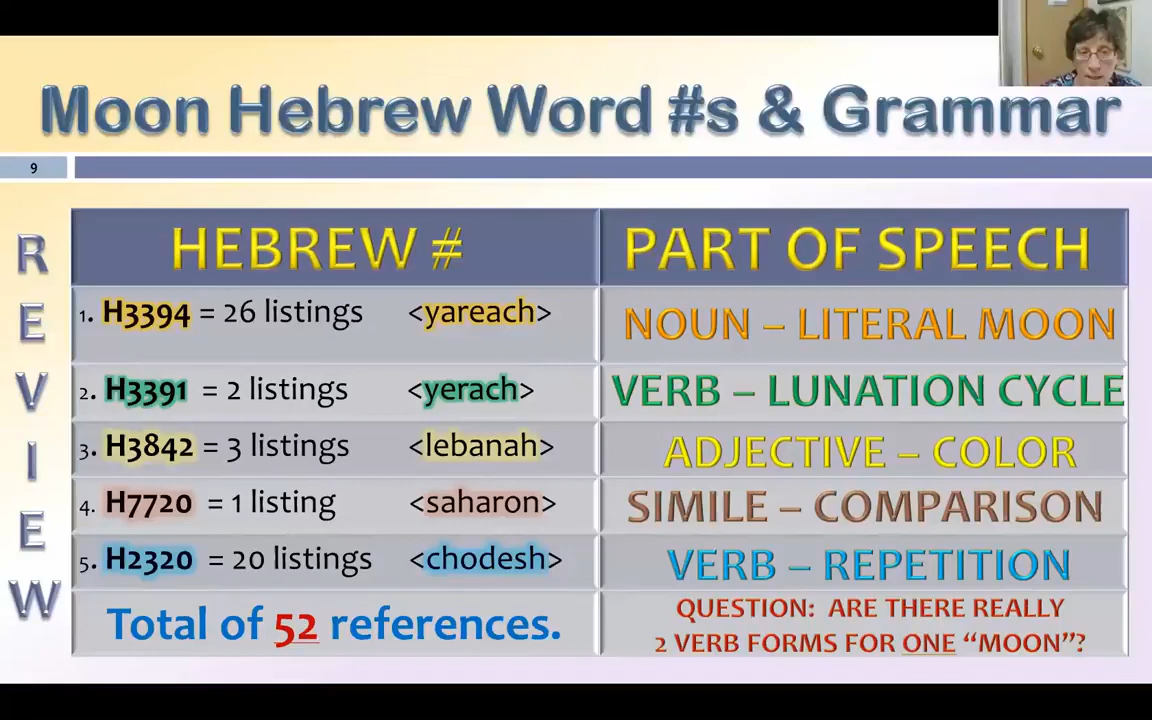 Moon Hebrew Word #s & Grammar
9
REVIEW
HEBREW #
PART OF SPEECH
1. H3394 = 26 listings <yareach>
NOUN – LITERAL MOON
2. H3391 = 2 listings <yerach>
VERB – LUNATION CYCLE
3. H3842 = 3 listings <lebanah>
ADJECTIVE – COLOR
4. H7720 = 1 listing <saharon>
SIMILE – COMPARISON
5. H2320 = 20 listings <chodesh>
VERB – REPETITION
Total of 52 references.
QUESTION: ARE THERE REALLY
2 VERB FORMS FOR ONE “MOON”?